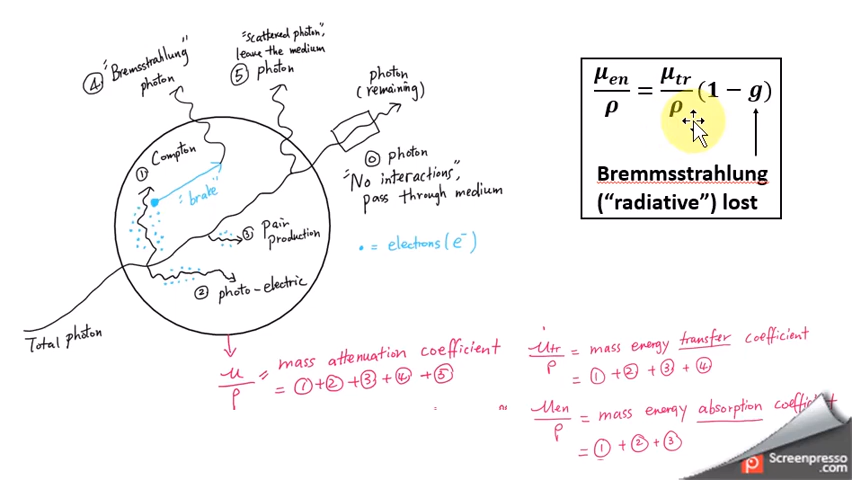 "Bremsstrahlung"
④ photon
"scattered photon",
leave the medium
⑤ photon
photon
(remaining)
① Compton
"brake"
⓪ photon
"No interactions",
pass through medium
③ Pair
production
• = electrons (e⁻)
② photo-electric
Total photon
μ/ρ = mass attenuation coefficient
= ① + ② + ③ + ④ + ⑤
μen/ρ = μtr/ρ (1 − g)
Bremmsstrahlung
("radiative") lost
μtr/ρ = mass energy transfer coefficient
= ① + ② + ③ + ④
μen/ρ = mass energy absorption
= ① + ② + ③
Screenpresso